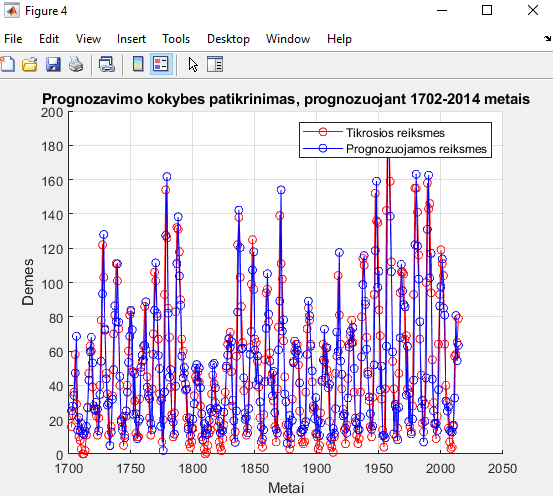 Figure 4
File Edit View Insert Tools Desktop Window Help
Prognozavimo kokybes patikrinimas, prognozuojant 1702-2014 metais
Tikrosios reiksmes
Prognozuojamos reiksmes
200
180
160
140
120
100
80
60
40
20
0
Demes
1700 1750 1800 1850 1900 1950 2000 2050
Metai